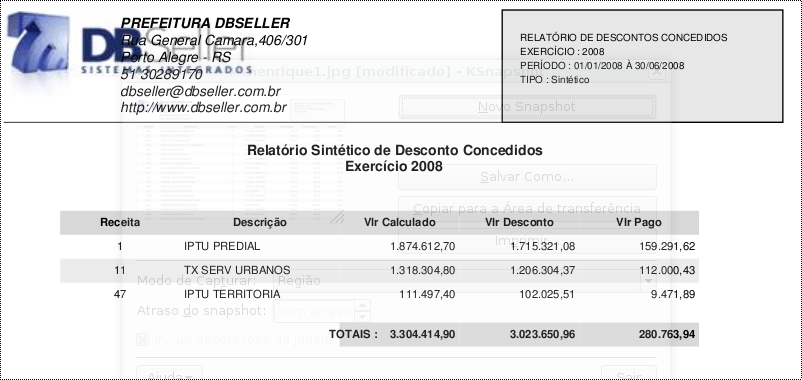 DBSeller
SISTEMAS INTEGRADOS
PREFEITURA DBSELLER
Rua General Camara,406/301
Porto Alegre - RS
51 30289170
dbseller@dbseller.com.br
http://www.dbseller.com.br
RELATÓRIO DE DESCONTOS CONCEDIDOS
EXERCÍCIO : 2008
PERÍODO : 01/01/2008 À 30/06/2008
TIPO : Sintético
henrique1.jpg [modificado] – KSnapshot
Novo Snapshot
Relatório Sintético de Desconto Concedidos
Exercício 2008
Salvar Como...
Copiar para a Área de transferência
Receita Descrição Vlr Calculado Vlr Desconto Vlr Pago
1 IPTU PREDIAL 1.874.612,70 1.715.321,08 159.291,62
11 TX SERV URBANOS 1.318.304,80 1.206.304,37 112.000,43
Modo de Capturar: Região
47 IPTU TERRITORIA 111.497,40 102.025,51 9.471,89
Atraso do snapshot: Sem atraso
TOTAIS : 3.304.414,90 3.023.650,96 280.763,94
Incluir decorações da janela
Ajuda Sair